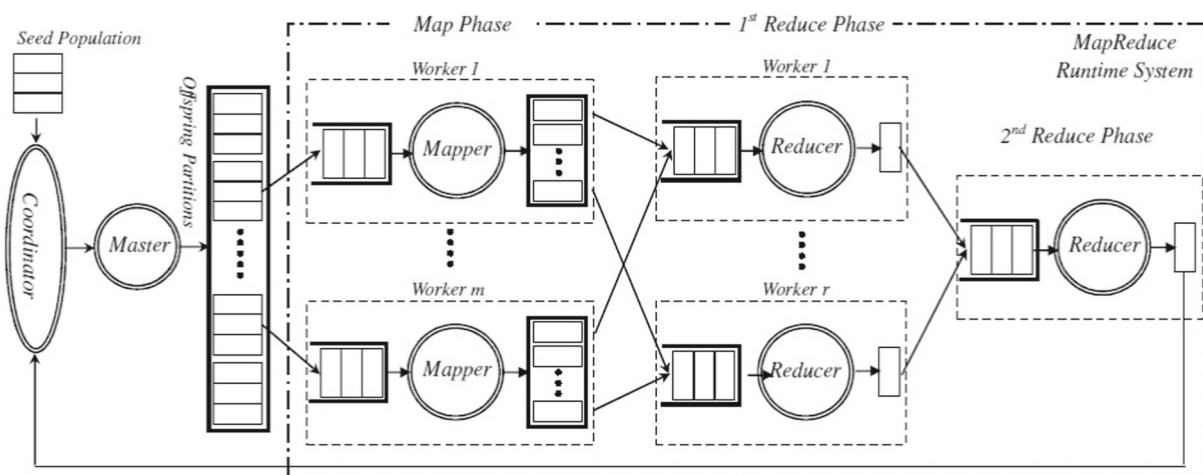 Seed Population
Map Phase
1st Reduce Phase
MapReduce
Runtime System
Worker 1
Worker 1
Offspring Partitions
Mapper
Reducer
2nd Reduce Phase
Coordinator
Master
Reducer
Worker m
Worker r
Mapper
Reducer